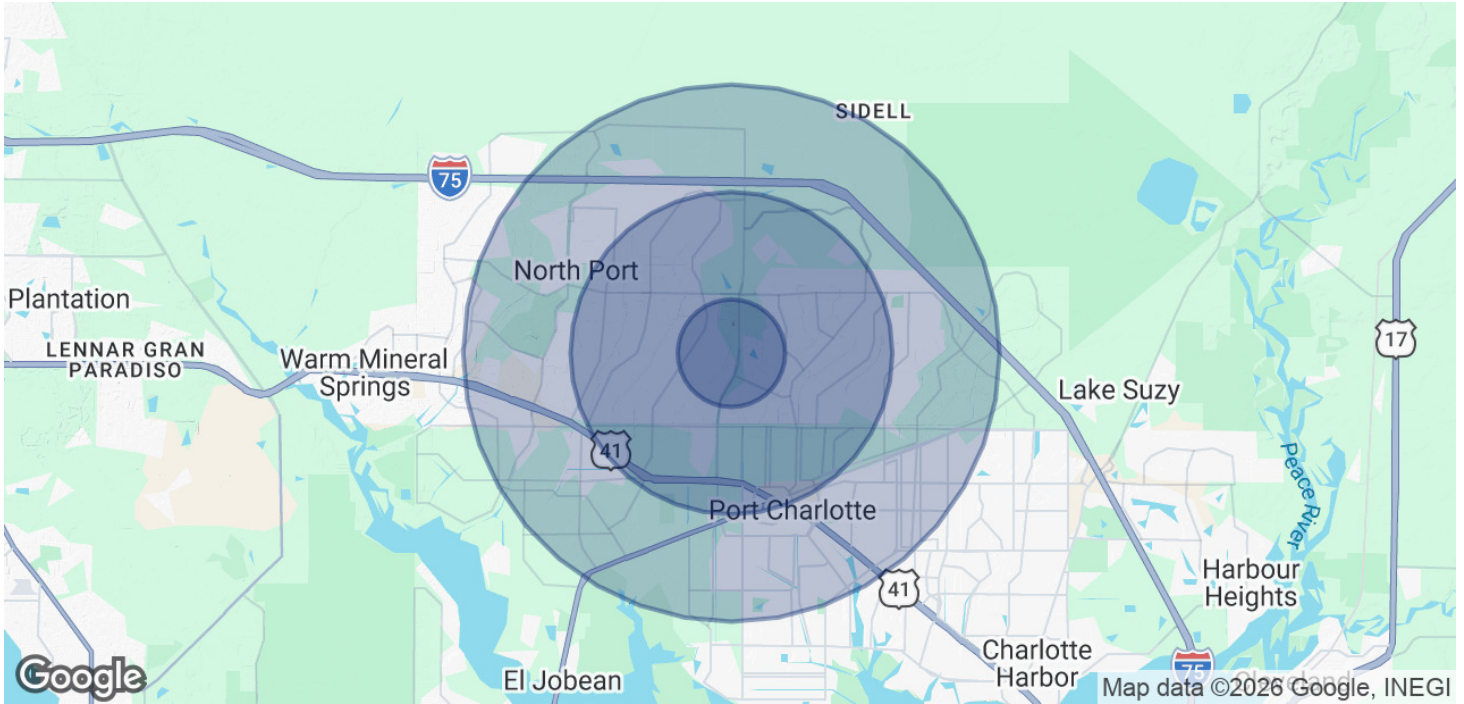 SIDELL
75
North Port
Plantation
17
LENNAR GRAN
PARADISO
Warm Mineral
Springs
Lake Suzy
41
Peace River
Port Charlotte
Harbour
Heights
41
Charlotte
Harbor
75
El Jobean
Cleveland
Google
Map data ©2026 Google, INEGI